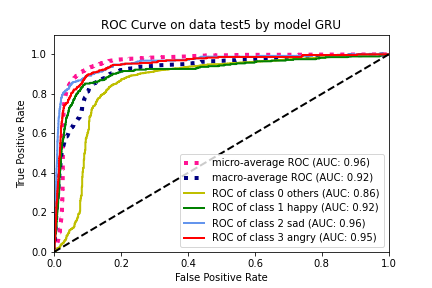 ROC Curve on data test5 by model GRU
True Positive Rate
1.0
0.8
0.6
0.4
0.2
0.0
micro-average ROC (AUC: 0.96)
macro-average ROC (AUC: 0.92)
ROC of class 0 others (AUC: 0.86)
ROC of class 1 happy (AUC: 0.92)
ROC of class 2 sad (AUC: 0.96)
ROC of class 3 angry (AUC: 0.95)
0.0 0.2 0.4 0.6 0.8 1.0
False Positive Rate